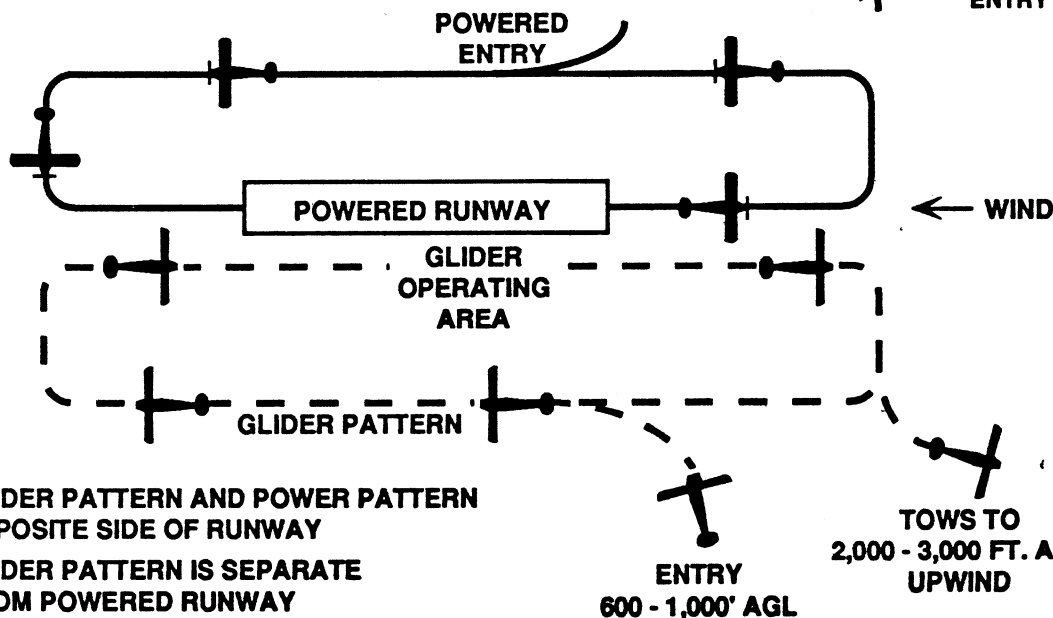 ENTRY
POWERED
ENTRY
POWERED RUNWAY
WIND
GLIDER
OPERATING
AREA
GLIDER PATTERN
DER PATTERN AND POWER PATTERN
POSITE SIDE OF RUNWAY
DER PATTERN IS SEPARATE
OM POWERED RUNWAY
ENTRY
600 - 1,000' AGL
TOWS TO
2,000 - 3,000 FT. A
UPWIND